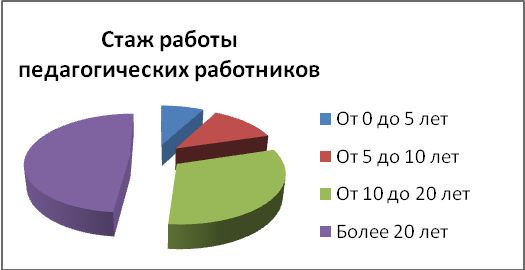 Стаж работы
педагогических работников
От 0 до 5 лет
От 5 до 10 лет
От 10 до 20 лет
Более 20 лет